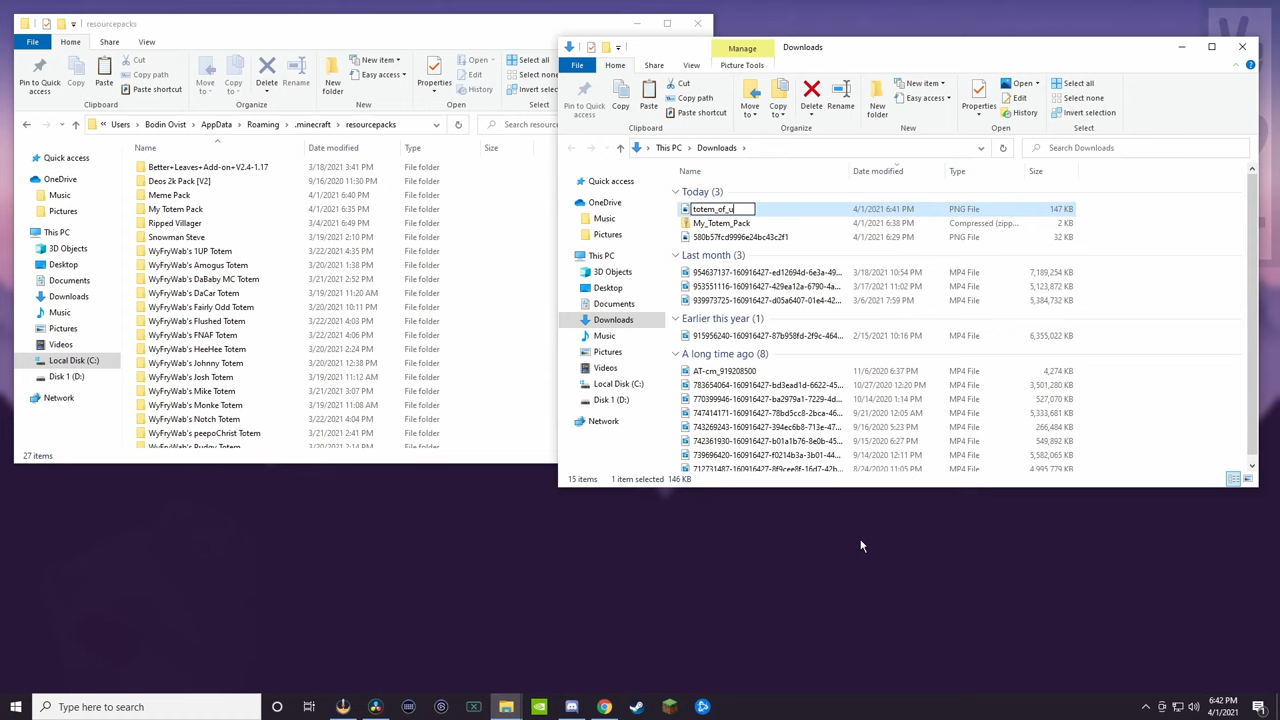 resourcepacks
File Home Share View
Pin to Quick access
Copy
Paste
Cut
Copy path
Paste shortcut
Clipboard
Move to
Copy to
Delete
Rename
Organize
New folder
New item
Easy access
New
Properties
Open
Edit
History
Open
Select all
Select none
Invert selec
Select
Users > Bodin Ovist > AppData > Roaming > .minecraft > resourcepacks
Search resourc
Name Date modified Type Size
Quick access
OneDrive
Music
Pictures
This PC
3D Objects
Desktop
Documents
Downloads
Music
Pictures
Videos
Local Disk (C:)
Disk 1 (D:)
Network
Better+Leaves+Add-on+V2.4-1.17 3/18/2021 3:41 PM File folder
Deos 2k Pack [V2] 9/16/2020 11:30 PM File folder
Meme Pack 4/1/2021 6:40 PM File folder
My Totem Pack 4/1/2021 6:39 PM File folder
Ripped Villager 3/19/2021 2:07 PM File folder
Snowman Steve 3/19/2021 2:10 PM File folder
WyFryWab's 1UP Totem 3/22/2021 4:05 PM File folder
WyFryWab's Amogus Totem 3/20/2021 1:38 PM File folder
WyFryWab's DaBaby MC Totem 3/21/2021 2:52 PM File folder
WyFryWab's DaCar Totem 3/19/2021 11:20 AM File folder
WyFryWab's Fairly Odd Totem 3/22/2021 10:11 PM File folder
WyFryWab's Flushed Totem 3/22/2021 4:03 PM File folder
WyFryWab's FNAF Totem 3/22/2021 4:06 PM File folder
WyFryWab's HeeHee Totem 3/20/2021 2:24 PM File folder
WyFryWab's Johnny Totem 3/20/2021 12:38 PM File folder
WyFryWab's Josh Totem 3/19/2021 11:12 AM File folder
WyFryWab's Mike Totem 3/21/2021 3:07 PM File folder
WyFryWab's Monke Totem 3/19/2021 11:08 AM File folder
WyFryWab's Notch Totem 3/22/2021 4:04 PM File folder
WyFryWab's peepoChrist Totem 3/21/2021 2:41 PM File folder
WyFryWab's Pudgy Totem 3/20/2021 2:14 PM File folder
27 items
Manage Downloads
File Home Share View Picture Tools
Pin to Quick access
Copy
Paste
Cut
Copy path
Paste shortcut
Clipboard
Move to
Copy to
Delete
Rename
Organize
New folder
New item
Easy access
New
Properties
Open
Edit
History
Open
Select all
Select none
Invert selection
Select
This PC > Downloads
Search Downloads
Name Date modified Type Size
Quick access
OneDrive
Music
Pictures
This PC
3D Objects
Desktop
Documents
Downloads
Music
Pictures
Videos
Local Disk (C:)
Disk 1 (D:)
Network
Today (3)
totem_of_u 4/1/2021 6:41 PM PNG File 147 KB
My_Totem_Pack 4/1/2021 6:38 PM Compressed (zipp... 2 KB
580b57fcd9996e24bc43c2f1 4/1/2021 6:29 PM PNG File 32 KB
Last month (3)
954637137-160916427-ed12694d-6e3a-49... 3/18/2021 10:54 PM MP4 File 7,189,254 KB
953551116-160916427-429ea12a-6790-4a... 3/17/2021 11:02 PM MP4 File 5,123,872 KB
939973725-160916427-d05a6407-01e4-42... 3/6/2021 7:59 PM MP4 File 5,384,732 KB
Earlier this year (1)
915956240-160916427-87b958fd-2f9c-464... 2/15/2021 10:16 PM MP4 File 6,355,022 KB
A long time ago (8)
AT-cm_919208500 11/6/2020 6:37 PM MP4 File 4,274 KB
783654064-160916427-bd3ead1d-6622-45... 10/27/2020 12:20 PM MP4 File 3,501,280 KB
770399946-160916427-ba2979a1-7229-4d... 10/14/2020 1:14 PM MP4 File 527,070 KB
747414171-160916427-78bd5cc8-2bca-46... 9/21/2020 12:05 AM MP4 File 5,333,681 KB
743269243-160916427-394ec6b8-713e-47... 9/16/2020 5:23 PM MP4 File 266,484 KB
742361930-160916427-b01a1b76-8e0b-45... 9/15/2020 6:27 PM MP4 File 549,892 KB
739696420-160916427-f0214b3a-3b01-44... 9/14/2020 12:11 PM MP4 File 5,582,065 KB
712731487-160916427-8f9cee8f-16d7-42b... 8/24/2020 11:05 PM MP4 File 4,995,779 KB
15 items 1 item selected 146 KB
Type here to search
6:42 PM
4/1/2021